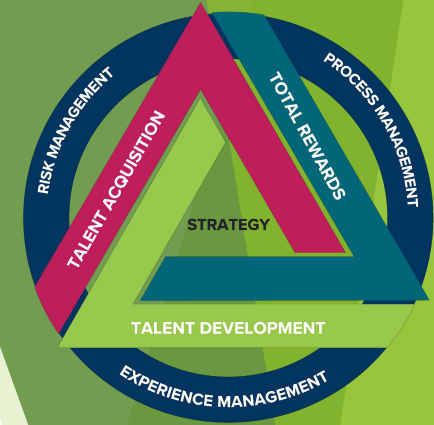 RISK MANAGEMENT
PROCESS MANAGEMENT
TALENT ACQUISITION
TOTAL REWARDS
STRATEGY
TALENT DEVELOPMENT
EXPERIENCE MANAGEMENT